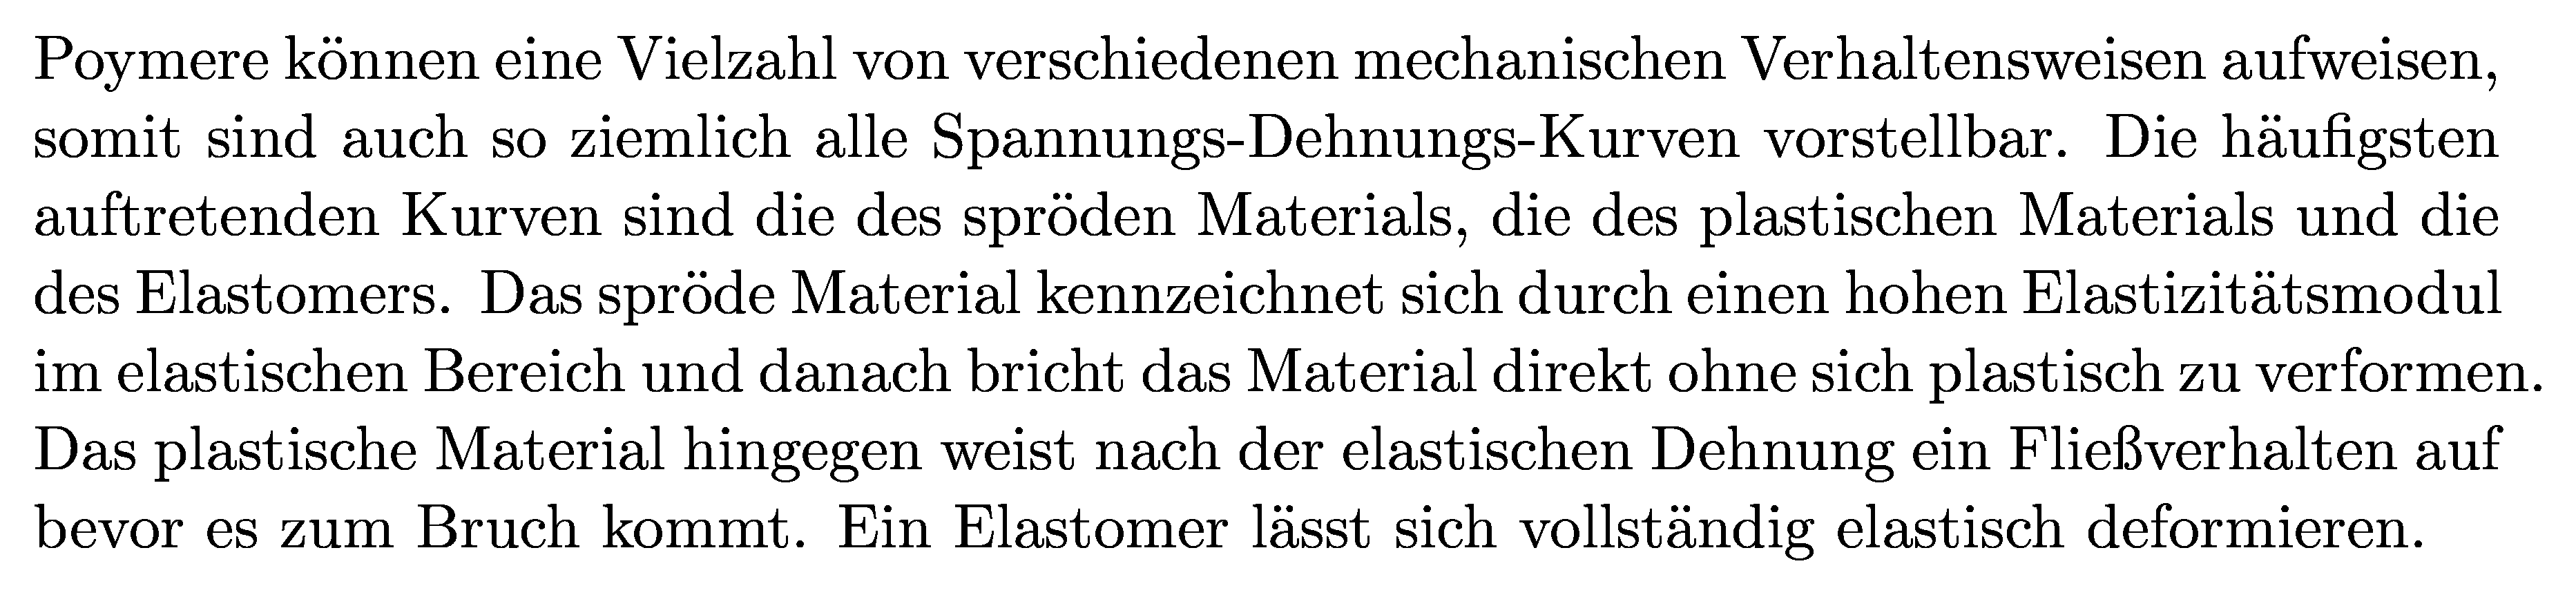 Poymere können eine Vielzahl von verschiedenen mechanischen Verhaltensweisen aufweisen,
somit sind auch so ziemlich alle Spannungs-Dehnungs-Kurven vorstellbar. Die häufigsten
auftretenden Kurven sind die des spröden Materials, die des plastischen Materials und die
des Elastomers. Das spröde Material kennzeichnet sich durch einen hohen Elastizitätsmodul
im elastischen Bereich und danach bricht das Material direkt ohne sich plastisch zu verformen.
Das plastische Material hingegen weist nach der elastischen Dehnung ein Fließverhalten auf
bevor es zum Bruch kommt. Ein Elastomer lässt sich vollständig elastisch deformieren.